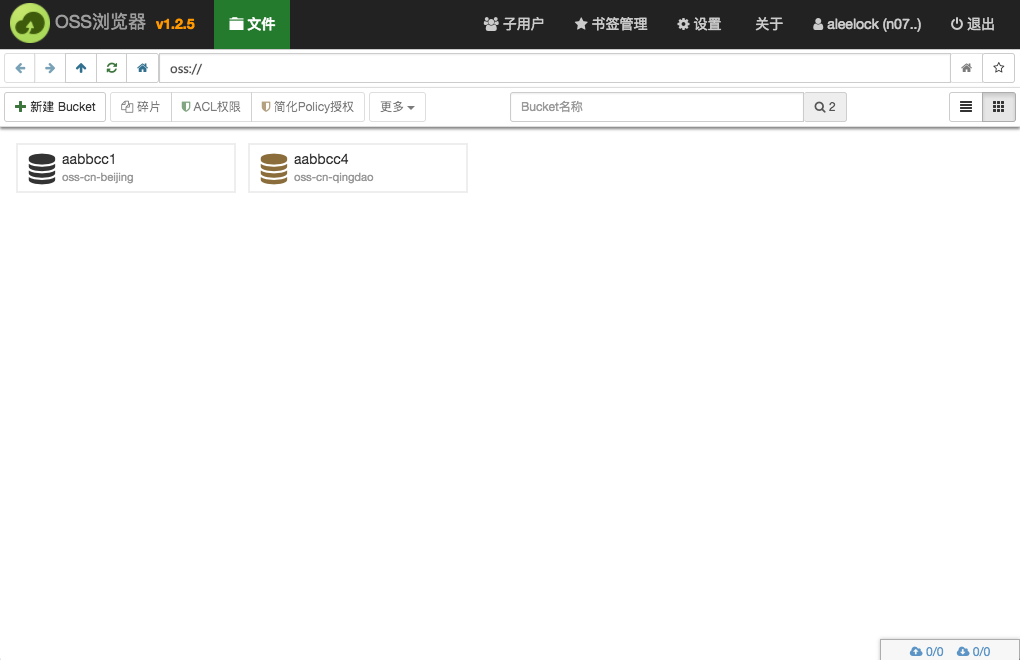 OSS浏览器 v1.2.5 文件 子用户 书签管理 设置 关于 aleelock (n07..) 退出
oss://
新建 Bucket 碎片 ACL权限 简化Policy授权 更多 Bucket名称 2
aabbcc1 aabbcc4
oss-cn-beijing oss-cn-qingdao
0/0 0/0